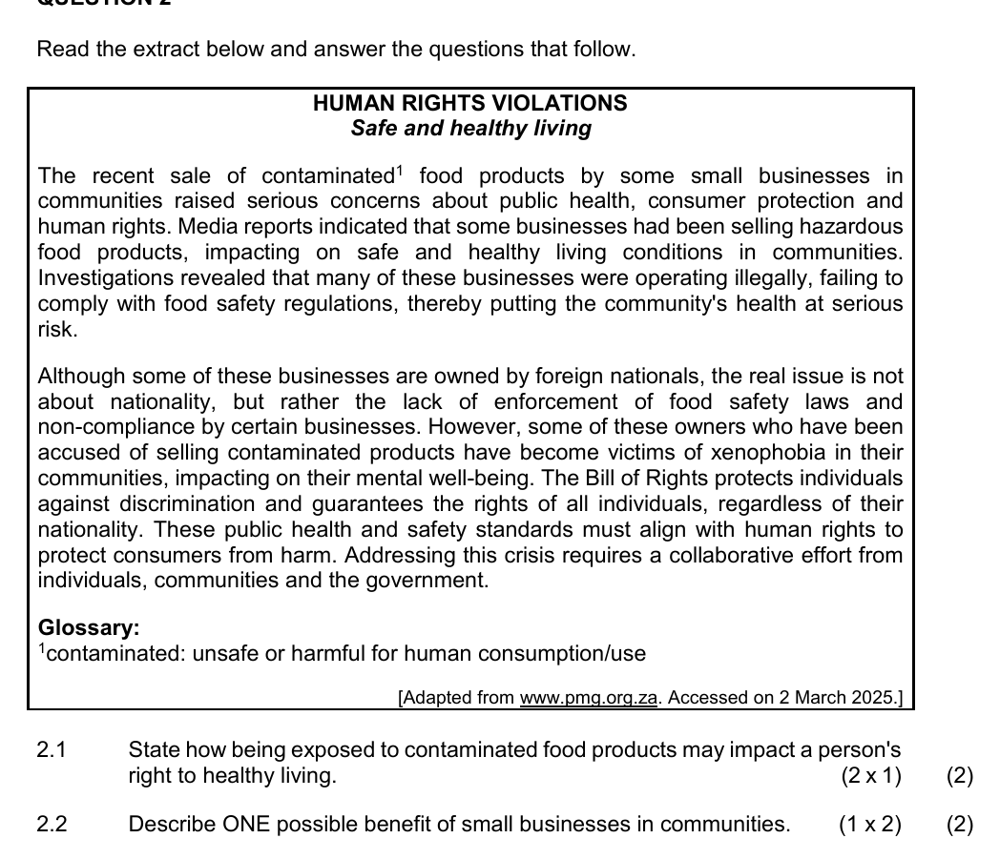 QUESTION 2
Read the extract below and answer the questions that follow.
HUMAN RIGHTS VIOLATIONS
Safe and healthy living
The recent sale of contaminated¹ food products by some small businesses in
communities raised serious concerns about public health, consumer protection and
human rights. Media reports indicated that some businesses had been selling hazardous
food products, impacting on safe and healthy living conditions in communities.
Investigations revealed that many of these businesses were operating illegally, failing to
comply with food safety regulations, thereby putting the community's health at serious
risk.
Although some of these businesses are owned by foreign nationals, the real issue is not
about nationality, but rather the lack of enforcement of food safety laws and
non-compliance by certain businesses. However, some of these owners who have been
accused of selling contaminated products have become victims of xenophobia in their
communities, impacting on their mental well-being. The Bill of Rights protects individuals
against discrimination and guarantees the rights of all individuals, regardless of their
nationality. These public health and safety standards must align with human rights to
protect consumers from harm. Addressing this crisis requires a collaborative effort from
individuals, communities and the government.
Glossary:
¹contaminated: unsafe or harmful for human consumption/use
[Adapted from www.pmg.org.za. Accessed on 2 March 2025.]
2.1 State how being exposed to contaminated food products may impact a person's
right to healthy living. (2 x 1) (2)
2.2 Describe ONE possible benefit of small businesses in communities. (1 x 2) (2)